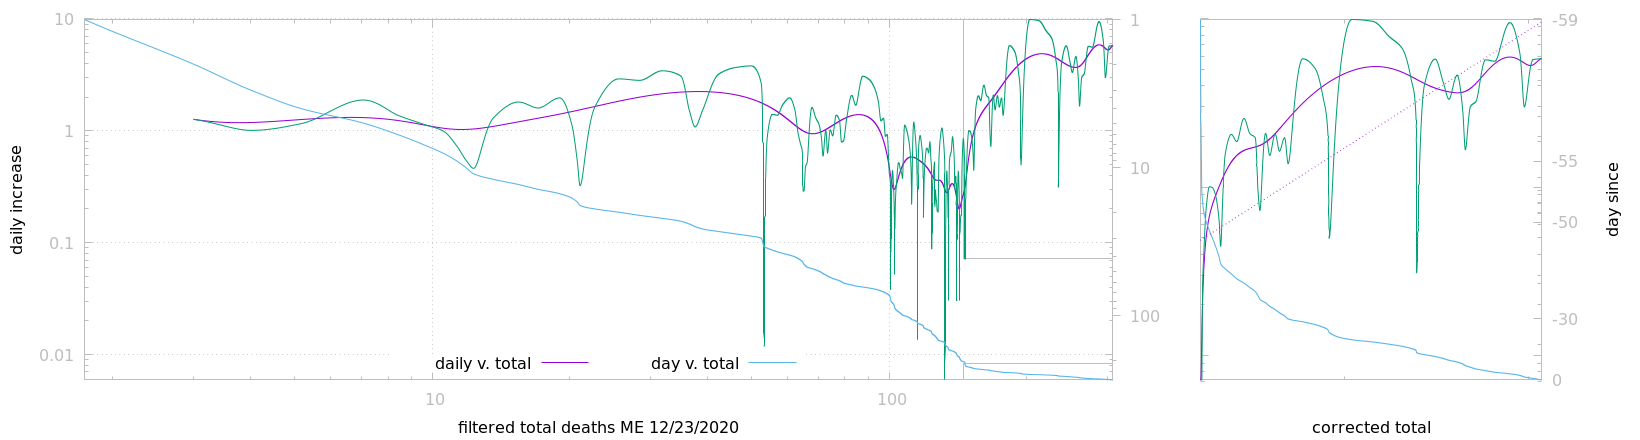 10
1
0.1
0.01
daily increase
10
100
1
10
100
daily v. total
day v. total
filtered total deaths ME 12/23/2020
-59
-55
-50
-30
0
day since
corrected total